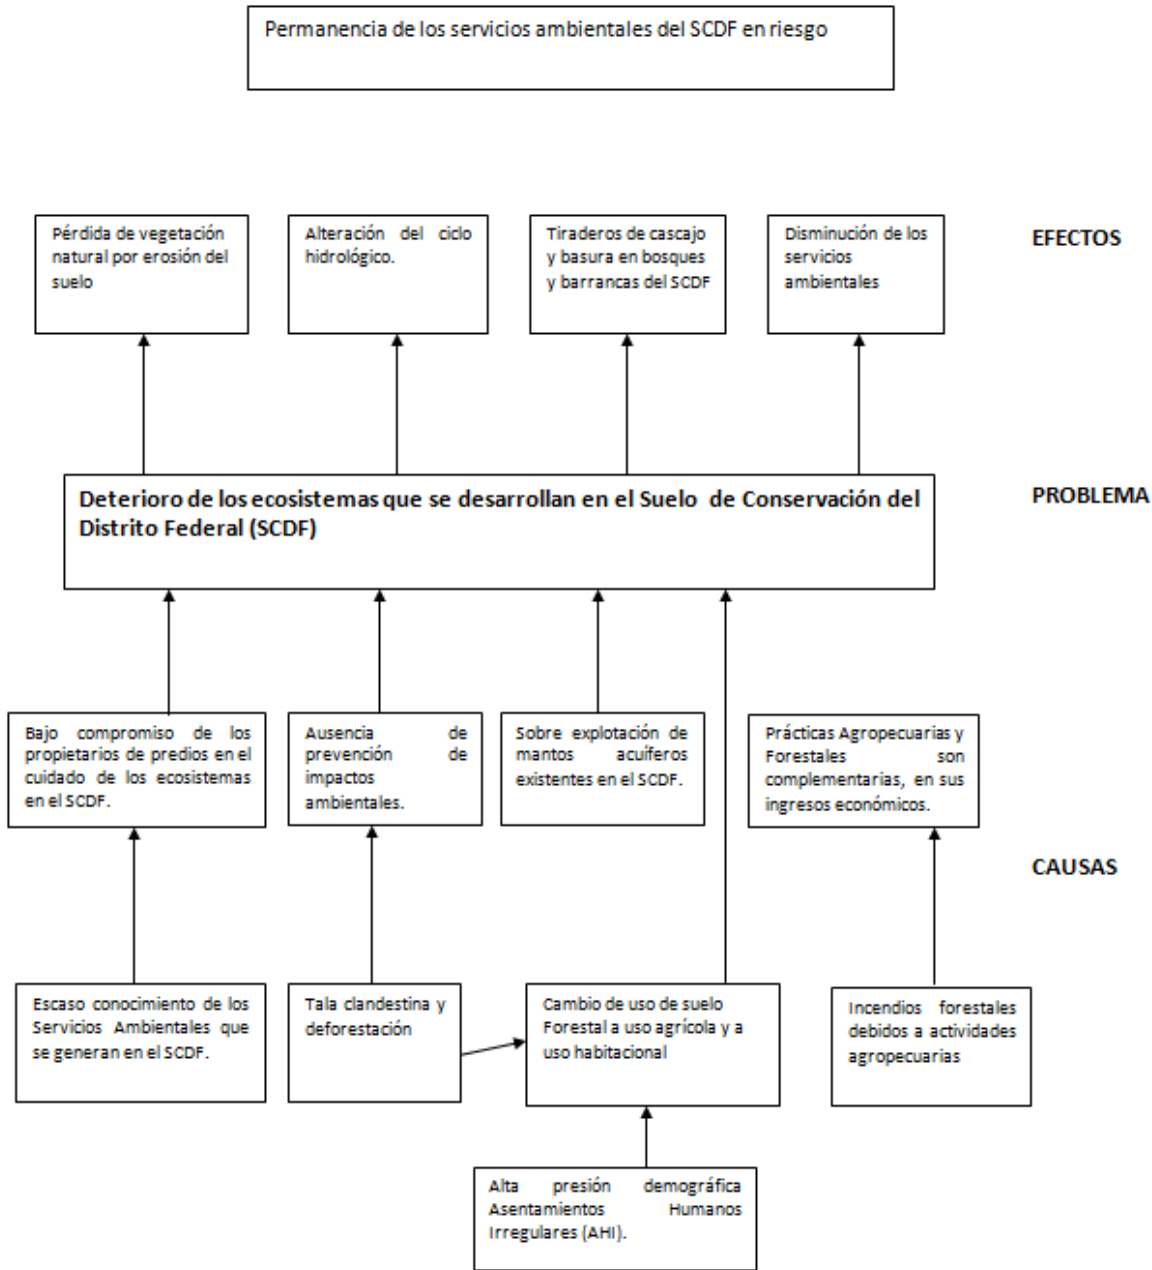 Permanencia de los servicios ambientales del SCDF en riesgo
Pérdida de vegetación
natural por erosión del
suelo
Alteración del ciclo
hidrológico.
Tiraderos de cascajo
y basura en bosques
y barrancas del SCDF
Disminución de los
servicios
ambientales
EFECTOS
Deterioro de los ecosistemas que se desarrollan en el Suelo de Conservación del
Distrito Federal (SCDF)
PROBLEMA
Bajo compromiso de los
propietarios de predios en el
cuidado de los ecosistemas
en el SCDF.
Ausencia de
prevención de
impactos
ambientales.
Sobre explotación de
mantos acuíferos
existentes en el SCDF.
Prácticas Agropecuarias y
Forestales son
complementarias, en sus
ingresos económicos.
CAUSAS
Escaso conocimiento de los
Servicios Ambientales que
se generan en el SCDF.
Tala clandestina y
deforestación
Cambio de uso de suelo
Forestal a uso agrícola y a
uso habitacional
Incendios forestales
debidos a actividades
agropecuarias
Alta presión demográfica
Asentamientos Humanos
Irregulares (AHI).